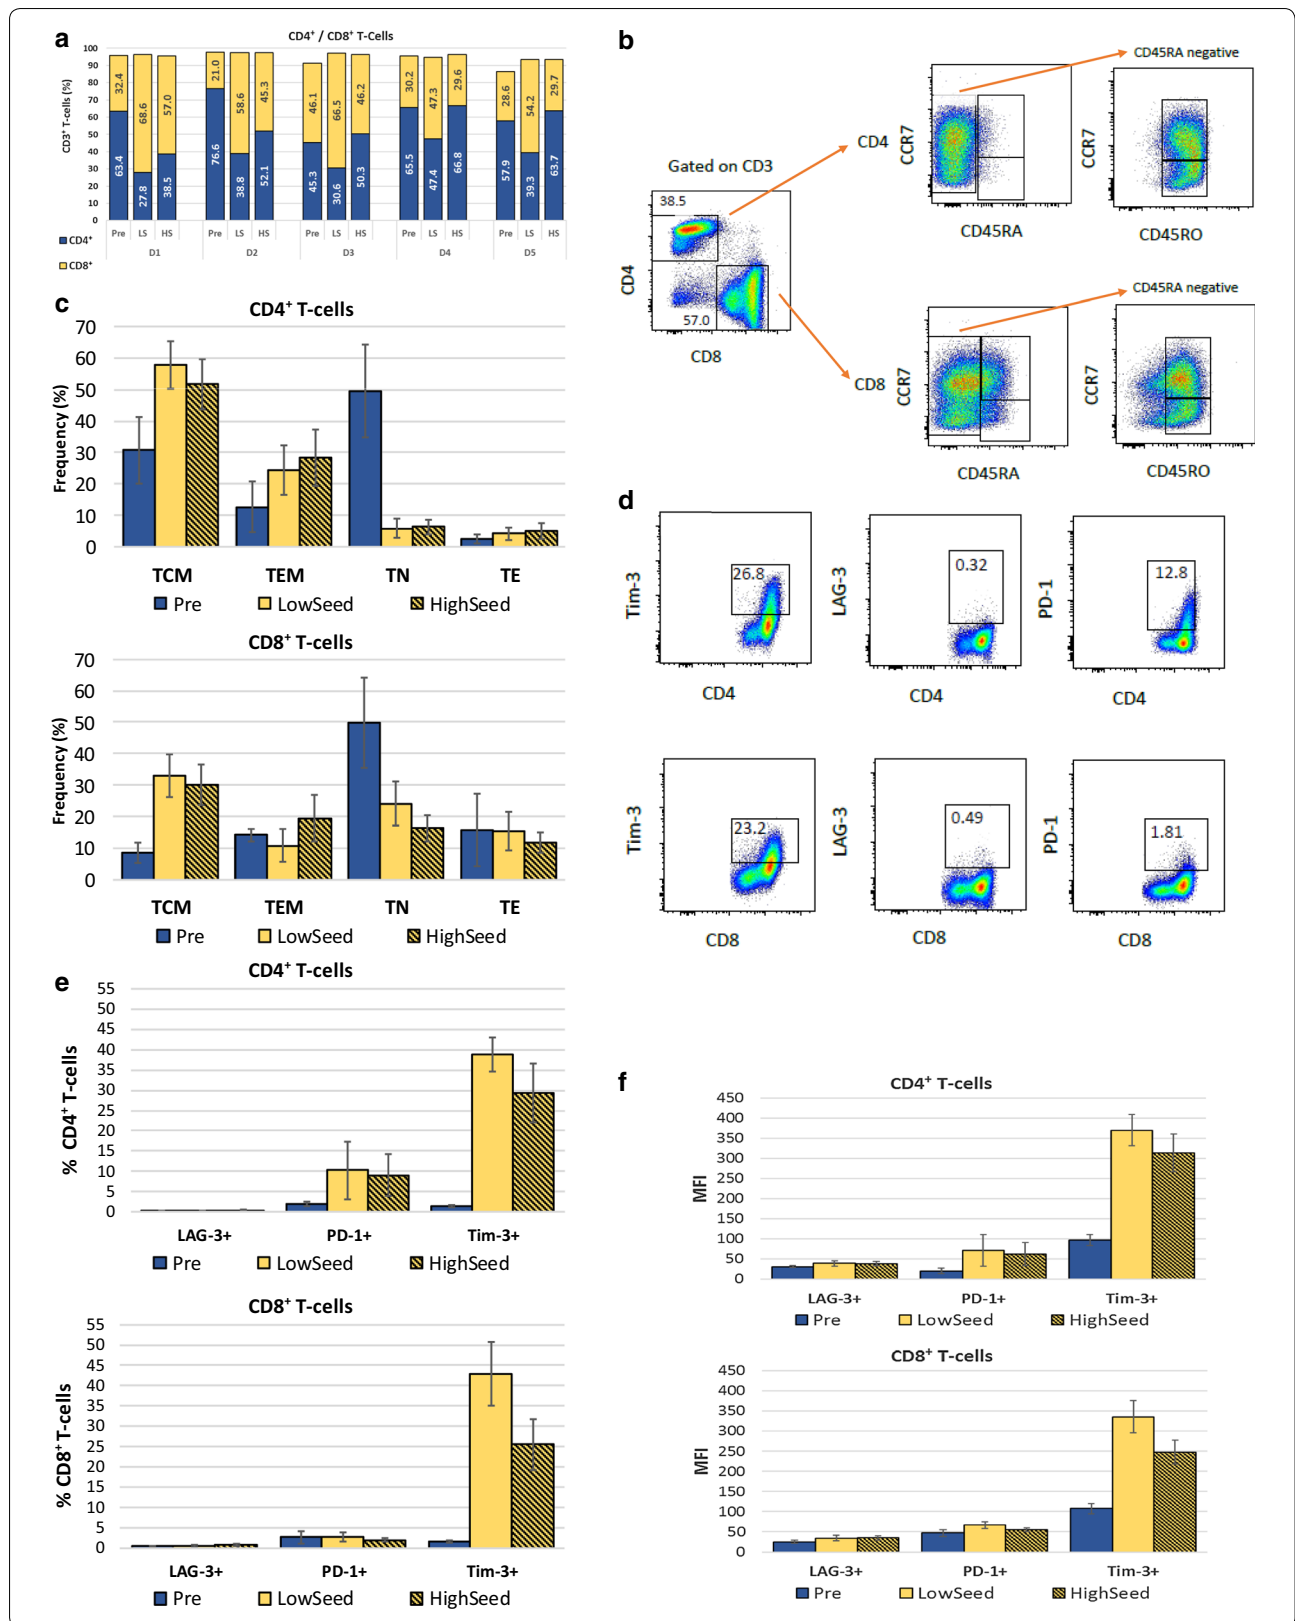 a
CD4⁺ / CD8⁺ T-Cells
CD3⁺ T-cells (%)
100
90
80
70
60
50
40
30
20
10
0
32.4 68.6 57.0 21.0 58.6 45.3 46.1 66.5 46.2 30.2 47.3 29.6 28.6 54.2 29.7
63.4 27.8 38.5 76.6 38.8 52.1 45.3 30.6 50.3 65.5 47.4 66.8 57.9 39.3 63.7
Pre LS HS Pre LS HS Pre LS HS Pre LS HS Pre LS HS
D1 D2 D3 D4 D5
CD4⁺
CD8⁺
b
Gated on CD3
38.5
57.0
CD4
CD8
CD4
CCR7
CD45RA
CD45RA negative
CCR7
CD45RO
CD8
CCR7
CD45RA
CD45RA negative
CCR7
CD45RO
c
CD4⁺ T-cells
Frequency (%)
70
60
50
40
30
20
10
0
TCM TEM TN TE
Pre LowSeed HighSeed
CD8⁺ T-cells
Frequency (%)
70
60
50
40
30
20
10
0
TCM TEM TN TE
Pre LowSeed HighSeed
d
Tim-3
26.8
CD4
LAG-3
0.32
CD4
PD-1
12.8
CD4
Tim-3
23.2
CD8
LAG-3
0.49
CD8
PD-1
1.81
CD8
e
CD4⁺ T-cells
% CD4⁺ T-cells
55
50
45
40
35
30
25
20
15
10
5
0
LAG-3+ PD-1+ Tim-3+
Pre LowSeed HighSeed
CD8⁺ T-cells
% CD8⁺ T-cells
55
50
45
40
35
30
25
20
15
10
5
0
LAG-3+ PD-1+ Tim-3+
Pre LowSeed HighSeed
f
CD4⁺ T-cells
MFI
450
400
350
300
250
200
150
100
50
0
LAG-3+ PD-1+ Tim-3+
Pre LowSeed HighSeed
CD8⁺ T-cells
MFI
450
400
350
300
250
200
150
100
50
0
LAG-3+ PD-1+ Tim-3+
Pre LowSeed HighSeed